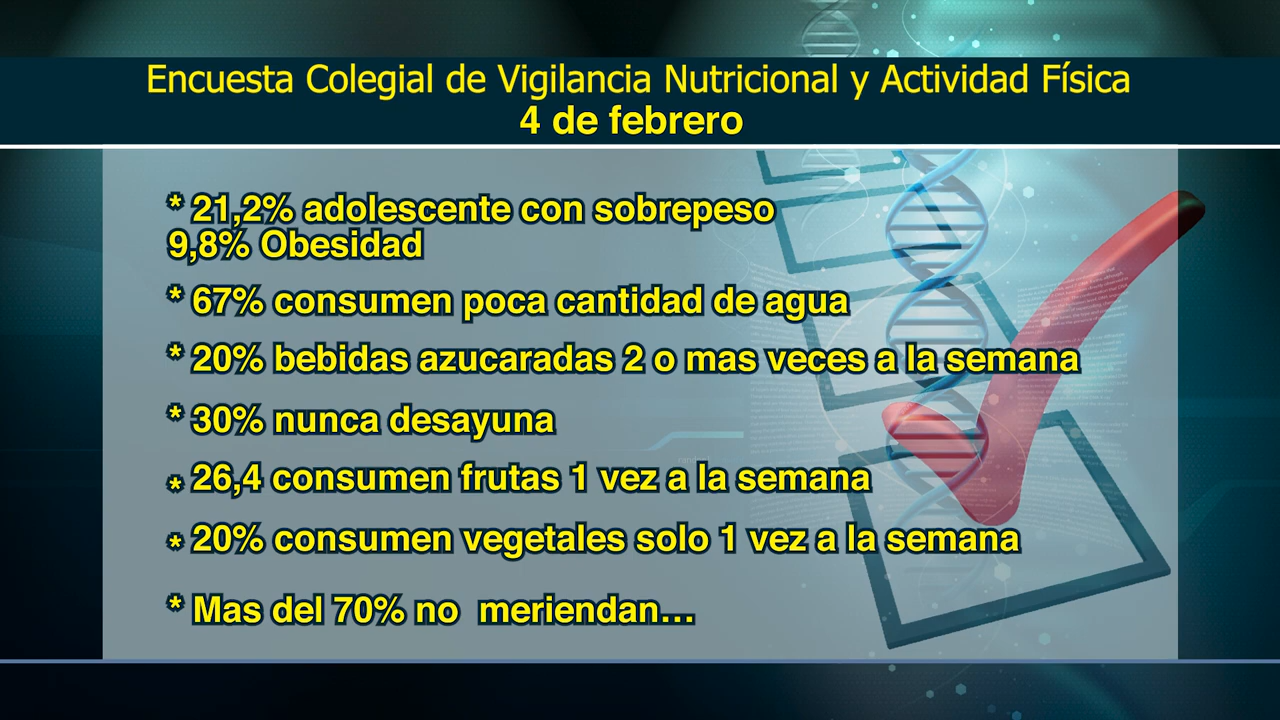 Encuesta Colegial de Vigilancia Nutricional y Actividad Física
4 de febrero
* 21,2% adolescente con sobrepeso
9,8% Obesidad
* 67% consumen poca cantidad de agua
* 20% bebidas azucaradas 2 o mas veces a la semana
* 30% nunca desayuna
* 26,4 consumen frutas 1 vez a la semana
* 20% consumen vegetales solo 1 vez a la semana
* Mas del 70% no  meriendan...